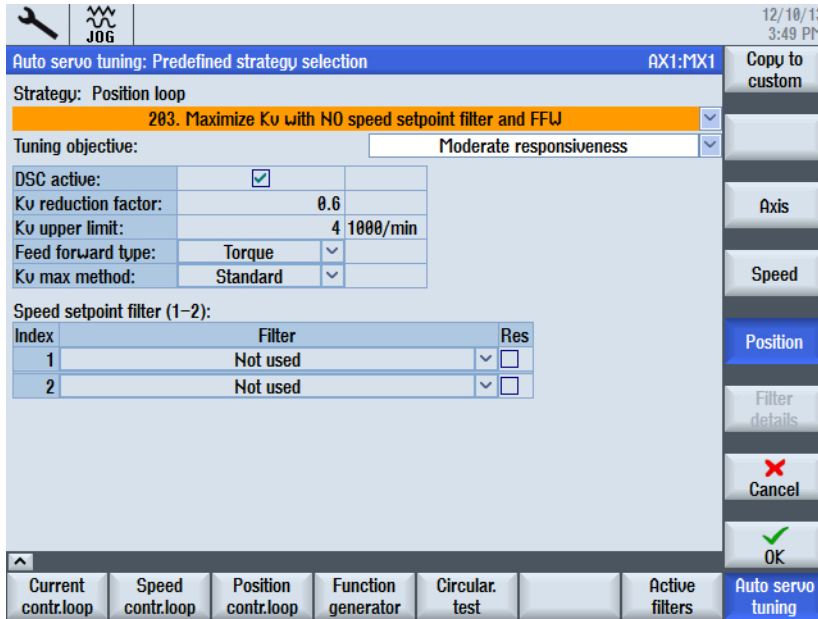 12/10/13
3:49 PM
JOG
Auto servo tuning: Predefined strategy selection AX1:MX1
Copy to
custom
Strategy: Position loop
203. Maximize Kv with NO speed setpoint filter and FFW
Tuning objective: Moderate responsiveness
DSC active:
Kv reduction factor: 0.6
Axis
Kv upper limit: 4 1000/min
Feed forward type: Torque
Kv max method: Standard
Speed
Speed setpoint filter (1-2):
Index Filter Res
Position
1 Not used
2 Not used
Filter
details
Cancel
OK
Current
contr.loop
Speed
contr.loop
Position
contr.loop
Function
generator
Circular.
test
Active
filters
Auto servo
tuning